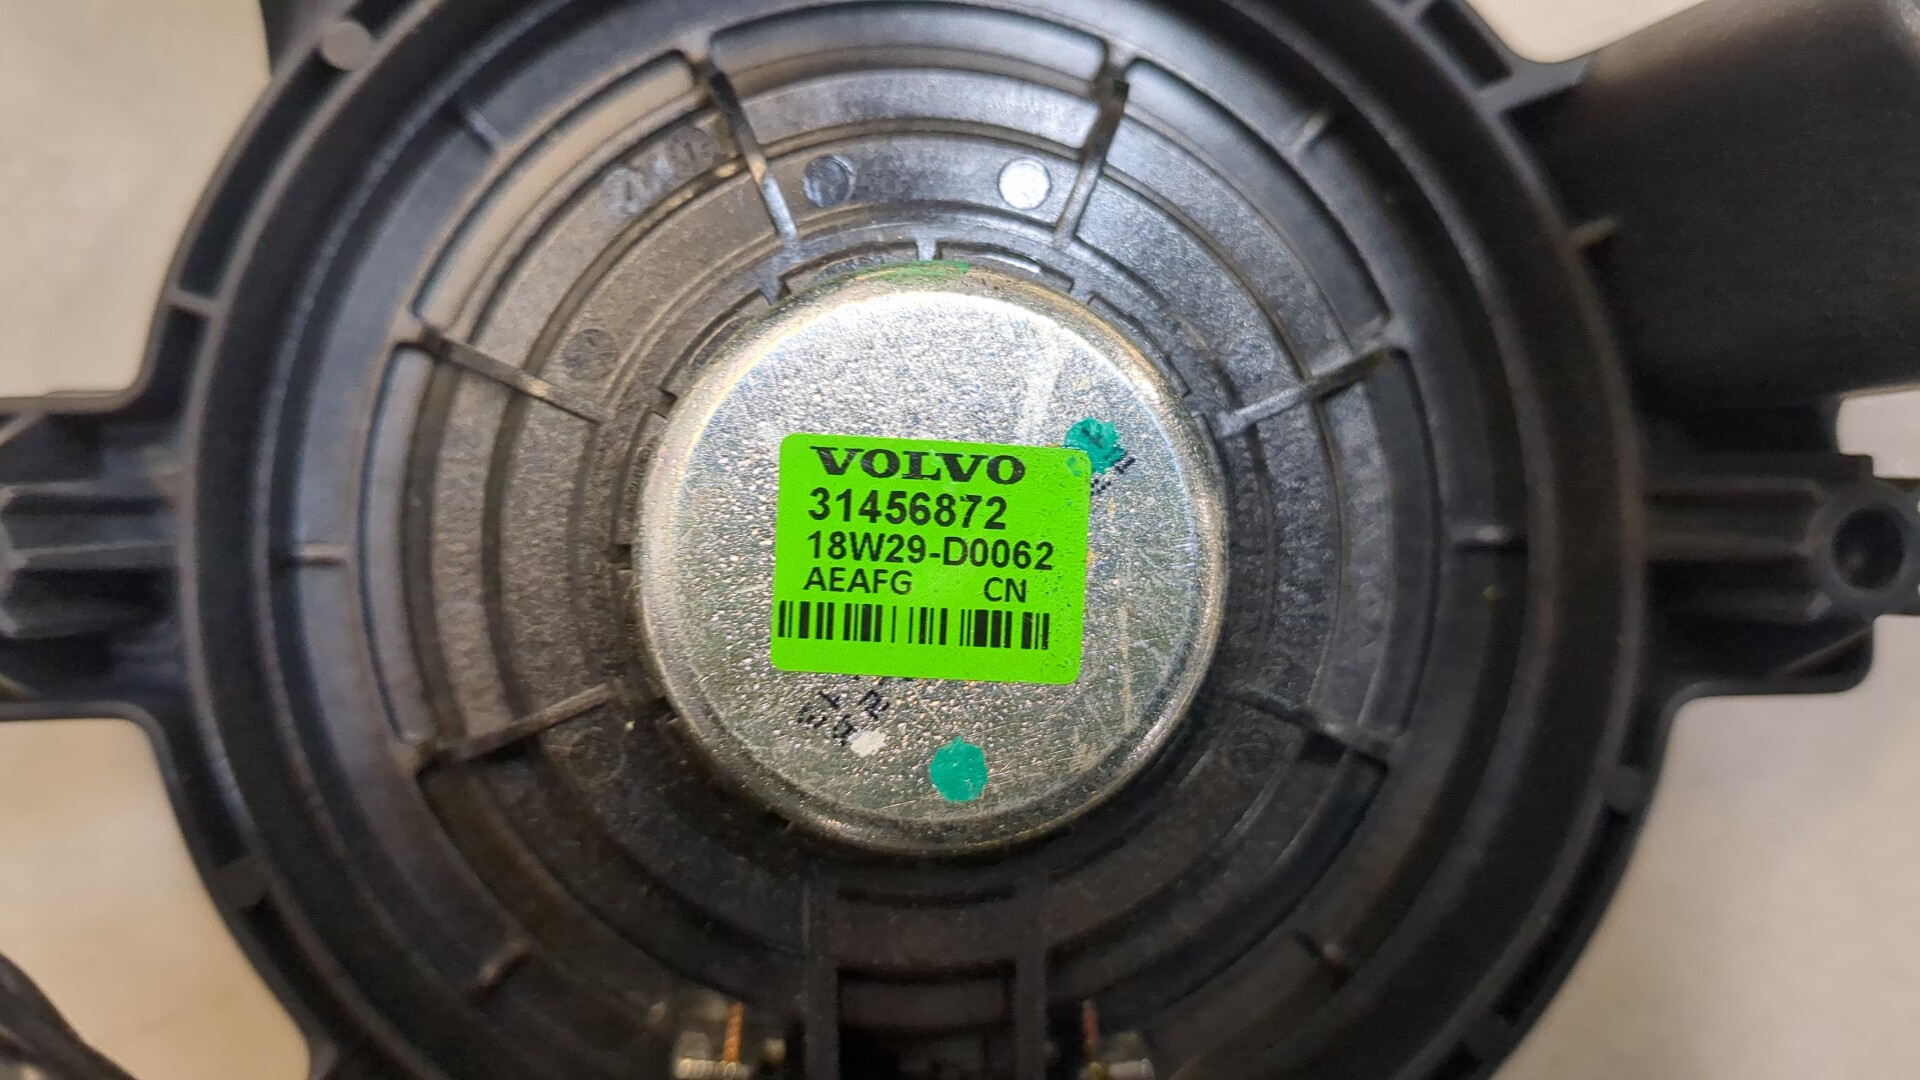 VOLVO
31456872
18W29-D0062
AEAFG CN